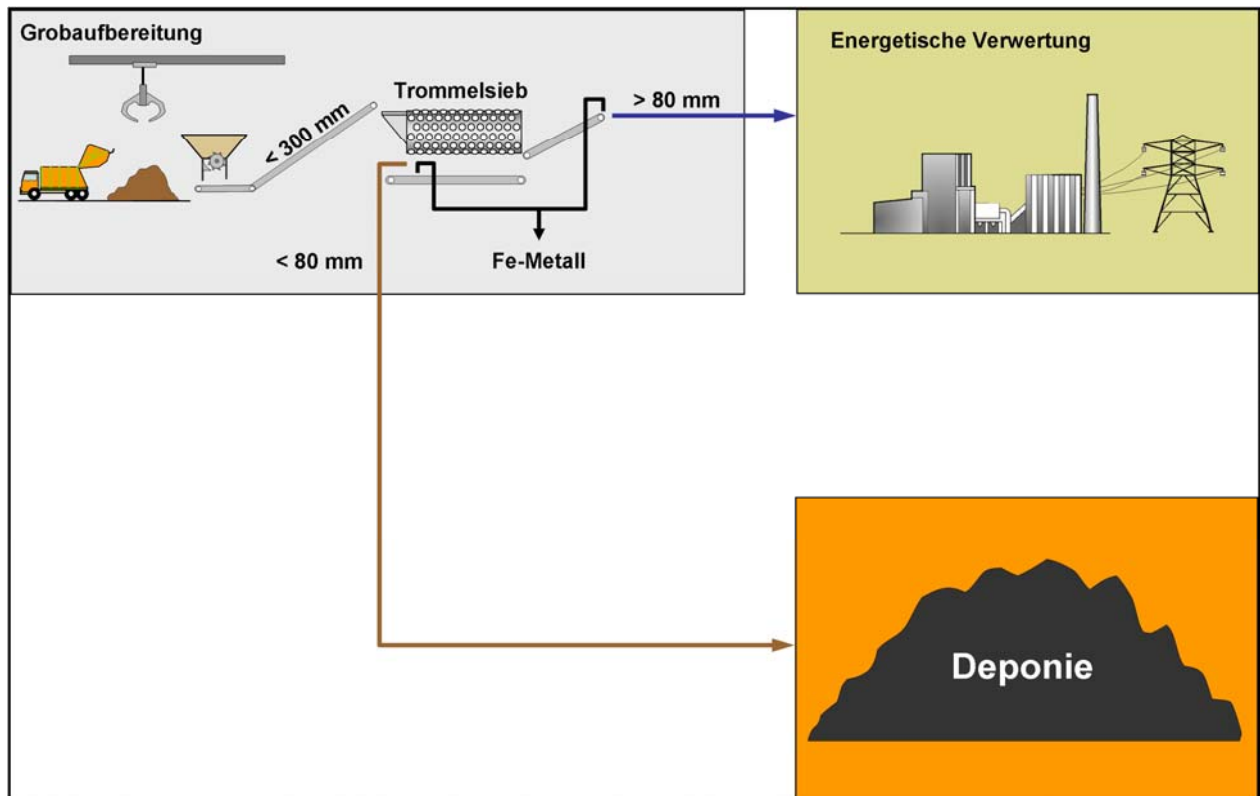 Grobaufbereitung
Energetische Verwertung
Trommelsieb
> 80 mm
< 300 mm
< 80 mm
Fe-Metall
Deponie